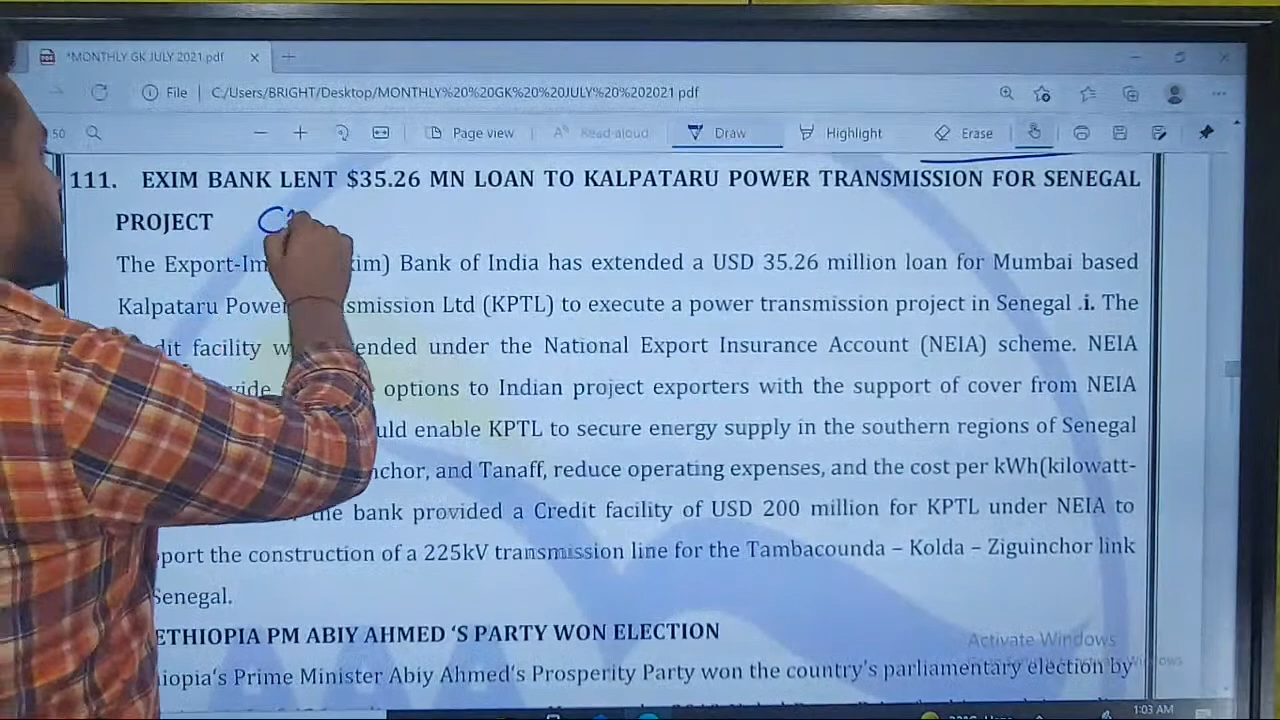 *MONTHLY GK JULY 2021.pdf
File | C:/Users/BRIGHT/Desktop/MONTHLY%20%20GK%20%20JULY%20%202021.pdf
50 Page view Read aloud Draw Highlight Erase
111. EXIM BANK LENT $35.26 MN LOAN TO KALPATARU POWER TRANSMISSION FOR SENEGAL
PROJECT
The Export-Im im) Bank of India has extended a USD 35.26 million loan for Mumbai based
Kalpataru Power smission Ltd (KPTL) to execute a power transmission project in Senegal .i. The
dit facility w ended under the National Export Insurance Account (NEIA) scheme. NEIA
vide options to Indian project exporters with the support of cover from NEIA
uld enable KPTL to secure energy supply in the southern regions of Senegal
nchor, and Tanaff, reduce operating expenses, and the cost per kWh(kilowatt-
the bank provided a Credit facility of USD 200 million for KPTL under NEIA to
pport the construction of a 225kV transmission line for the Tambacounda – Kolda – Ziguinchor link
Senegal.
ETHIOPIA PM ABIY AHMED ‘S PARTY WON ELECTION
Activate Windows
iopia‘s Prime Minister Abiy Ahmed‘s Prosperity Party won the country's parliamentary election by
1:03 AM